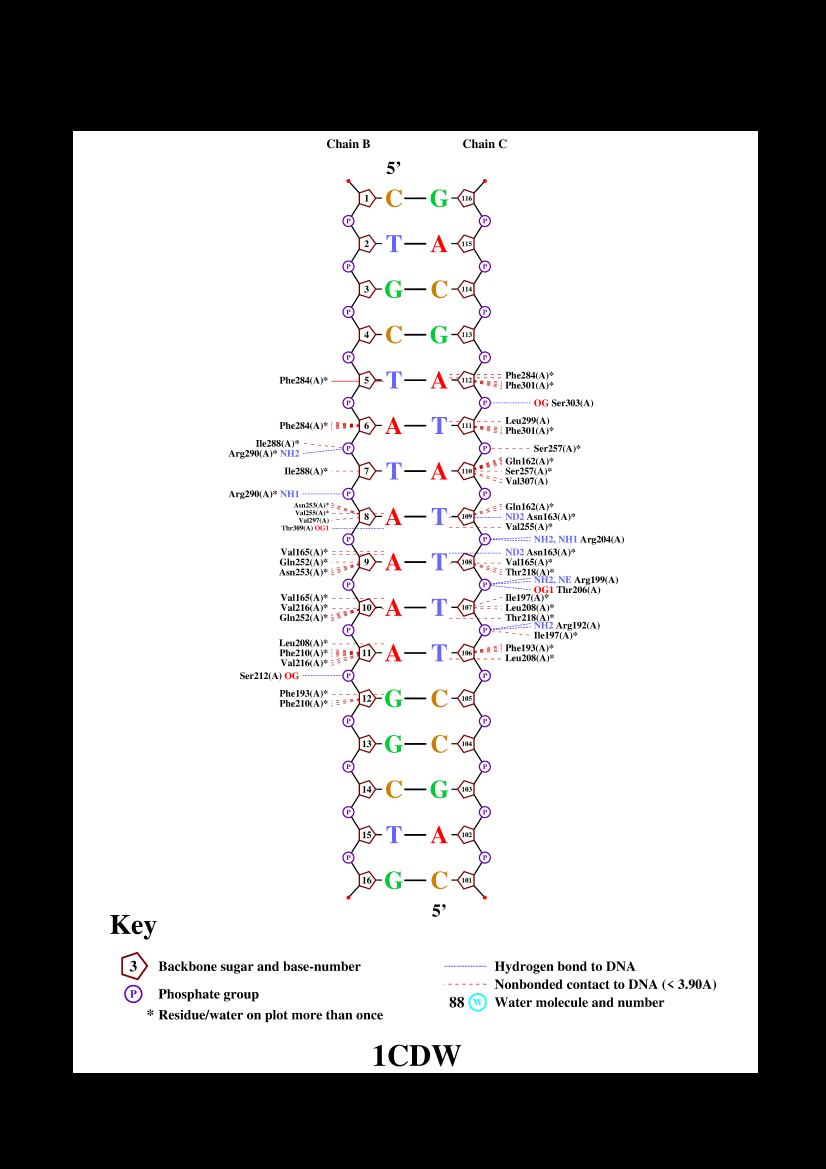 Chain B Chain C
5’
1 C G 116
P P
2 T A 115
P P
3 G C 114
P P
4 C G 113
P P
Phe284(A)* 5 T A 112 Phe284(A)*
Phe301(A)*
P P OG Ser303(A)
Leu299(A)
Phe284(A)* 6 A T 111 Phe301(A)*
Ile288(A)* P P Ser257(A)*
Arg290(A)* NH2
Gln162(A)*
Ile288(A)* 7 T A 110 Ser257(A)*
Val307(A)
Arg290(A)* NH1 P P
Asn253(A)* Gln162(A)*
Val255(A)* 8 A T 109 ND2 Asn163(A)*
Val297(A) Val255(A)*
Thr309(A) OG1
P P NH2, NH1 Arg204(A)
Val165(A)* ND2 Asn163(A)*
Gln252(A)* 9 A T 108 Val165(A)*
Asn253(A)* Thr218(A)*
P P NH2, NE Arg199(A)
OG1 Thr206(A)
Val165(A)* Ile197(A)*
Val216(A)* 10 A T 107 Leu208(A)*
Gln252(A)* Thr218(A)*
P P NH2 Arg192(A)
Ile197(A)*
Leu208(A)* Phe193(A)*
Phe210(A)* 11 A T 106 Leu208(A)*
Val216(A)*
Ser212(A) OG P P
Phe193(A)* 12 G C 105
Phe210(A)*
P P
13 G C 104
P P
14 C G 103
P P
15 T A 102
P P
16 G C 101
5’
Key
3 Backbone sugar and base-number
P Phosphate group
* Residue/water on plot more than once
Hydrogen bond to DNA
Nonbonded contact to DNA (< 3.90A)
88 W Water molecule and number
1CDW